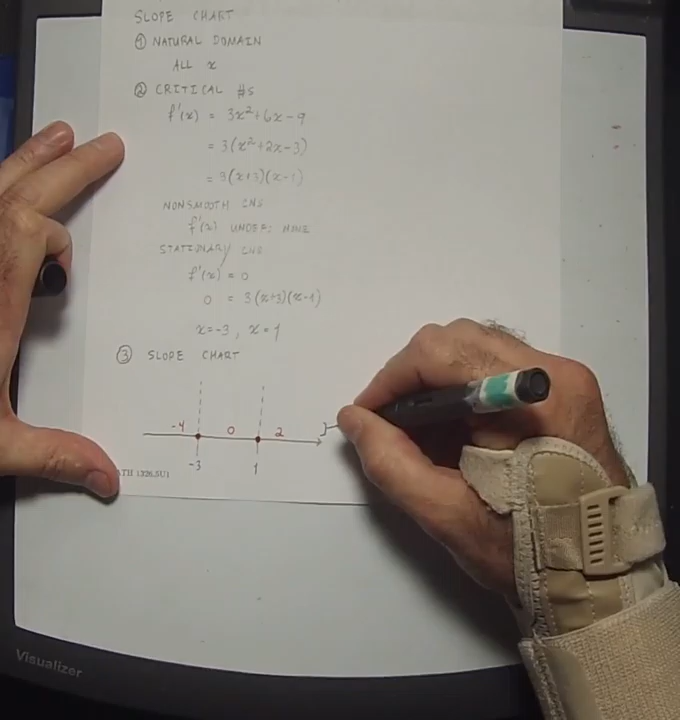 SLOPE CHART
① NATURAL DOMAIN
ALL x
② CRITICAL #s
f'(x) = 3x²+6x-9
= 3(x²+2x-3)
= 3(x+3)(x-1)
NONSMOOTH CNS
f'(x) UNDEF: NONE
STATIONARY CNS
f'(x) = 0
0 = 3(x+3)(x-1)
x=-3, x=1
③ SLOPE CHART
-4 0 2
-3 1
Visualizer